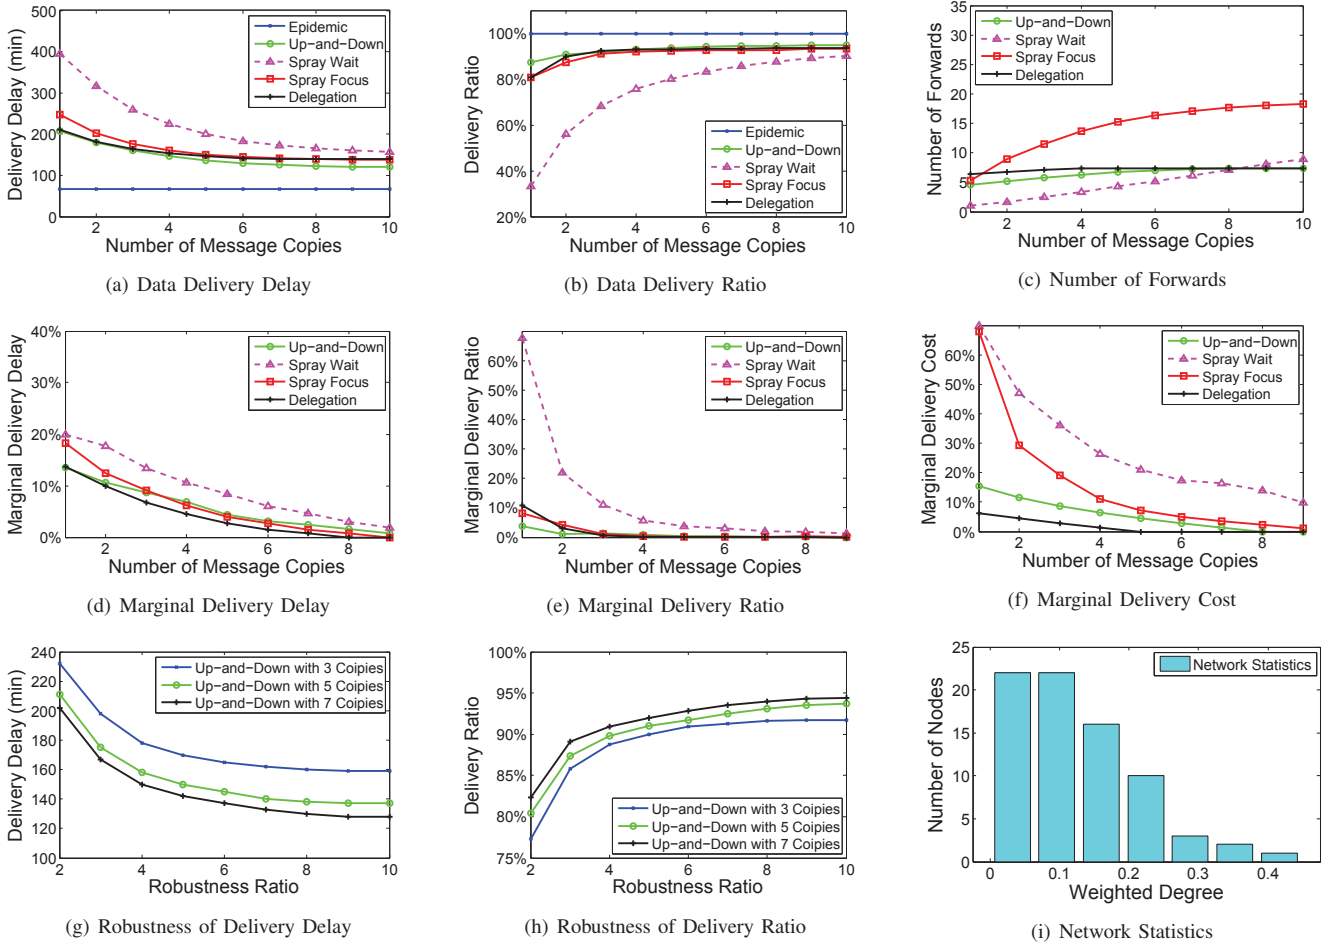 500
400
300
200
100
0
2
4
6
8
10
Delivery Delay (min)
Number of Message Copies
Epidemic
Up−and−Down
Spray Wait
Spray Focus
Delegation
(a) Data Delivery Delay
100%
80%
60%
40%
20%
2
4
6
8
10
Delivery Ratio
Number of Message Copies
Epidemic
Up−and−Down
Spray Wait
Spray Focus
Delegation
(b) Data Delivery Ratio
35
30
25
20
15
10
5
0
2
4
6
8
10
Number of Forwards
Number of Message Copies
Up−and−Down
Spray Wait
Spray Focus
Delegation
(c) Number of Forwards
40%
30%
20%
10%
0%
2
4
6
8
Marginal Delivery Delay
Number of Message Copies
Up−and−Down
Spray Wait
Spray Focus
Delegation
(d) Marginal Delivery Delay
60%
50%
40%
30%
20%
10%
0%
2
4
6
8
Marginal Delivery Ratio
Number of Message Copies
Up−and−Down
Spray Wait
Spray Focus
Delegation
(e) Marginal Delivery Ratio
60%
50%
40%
30%
20%
10%
0%
2
4
6
8
Marginal Delivery Cost
Number of Message Copies
Up−and−Down
Spray Wait
Spray Focus
Delegation
(f) Marginal Delivery Cost
240
220
200
180
160
140
120
100
2
4
6
8
10
Delivery Delay (min)
Robustness Ratio
Up−and−Down with 3 Coipies
Up−and−Down with 5 Coipies
Up−and−Down with 7 Coipies
(g) Robustness of Delivery Delay
100%
95%
90%
85%
80%
75%
2
4
6
8
10
Delivery Ratio
Robustness Ratio
Up−and−Down with 3 Coipies
Up−and−Down with 5 Coipies
Up−and−Down with 7 Coipies
(h) Robustness of Delivery Ratio
25
20
15
10
5
0
0
0.1
0.2
0.3
0.4
Number of Nodes
Weighted Degree
Network Statistics
(i) Network Statistics